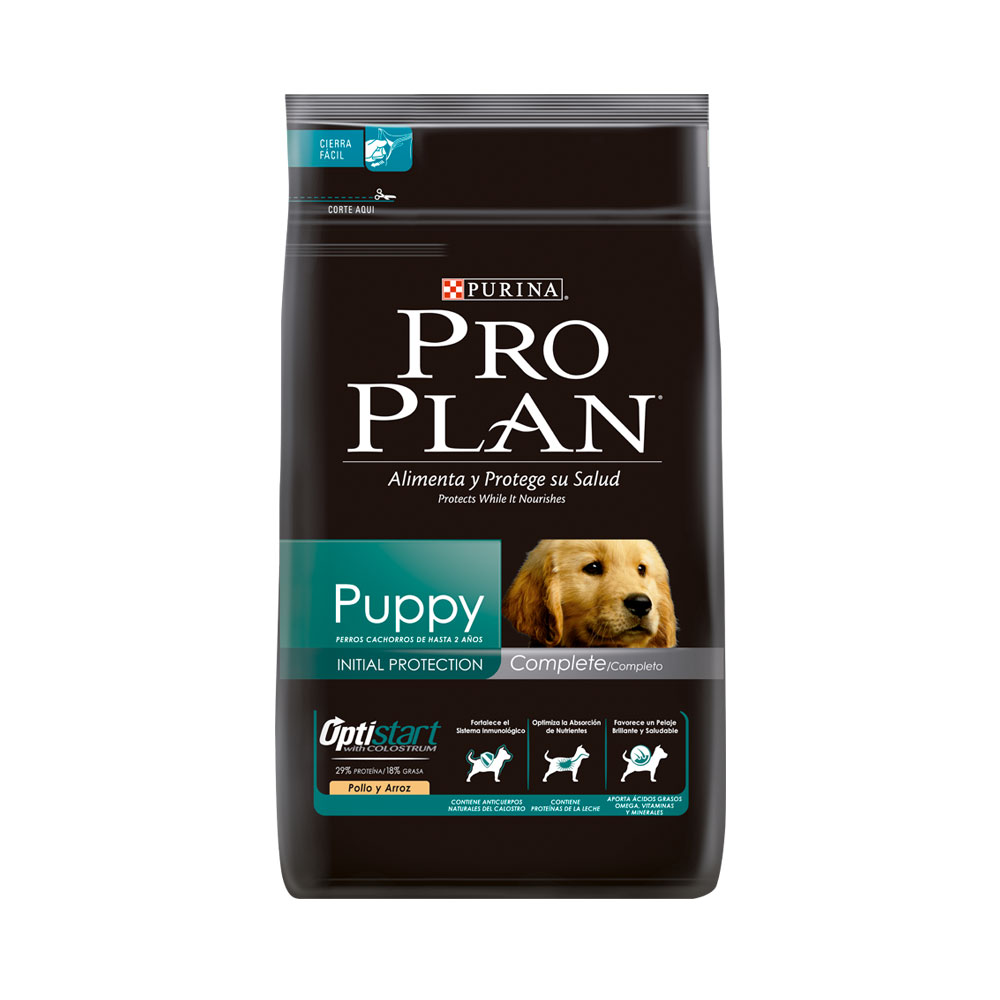 CIERRA
FÁCIL
CORTE AQUI
PURINA®
PRO
PLAN®
Alimenta y Protege su Salud
Protects While It Nourishes
Puppy
PERROS CACHORROS DE HASTA 2 AÑOS
INITIAL PROTECTION
Complete/Completo
Optistart
with COLOSTRUM
29% PROTEÍNA/18% GRASA
Pollo y Arroz
Fortalece el
Sistema Inmunológico
CONTIENE ANTICUERPOS
NATURALES DEL CALOSTRO
Optimiza la Absorción
de Nutrientes
CONTIENE
PROTEÍNAS DE LA LECHE
Favorece un Pelaje
Brillante y Saludable
APORTA ÁCIDOS GRASOS
OMEGA, VITAMINAS
Y MINERALES